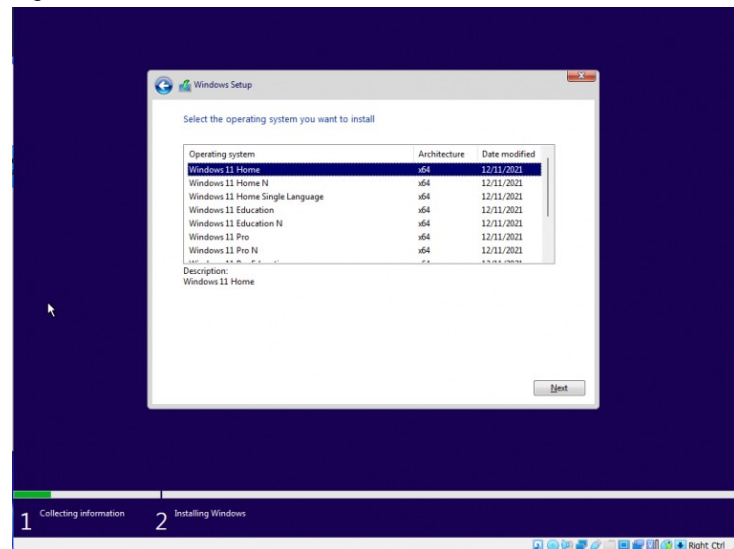 Windows Setup
Select the operating system you want to install
Operating system Architecture Date modified
Windows 11 Home x64 12/11/2021
Windows 11 Home N x64 12/11/2021
Windows 11 Home Single Language x64 12/11/2021
Windows 11 Education x64 12/11/2021
Windows 11 Education N x64 12/11/2021
Windows 11 Pro x64 12/11/2021
Windows 11 Pro N x64 12/11/2021
Description:
Windows 11 Home
Next
1 Collecting information 2 Installing Windows
Right Ctrl